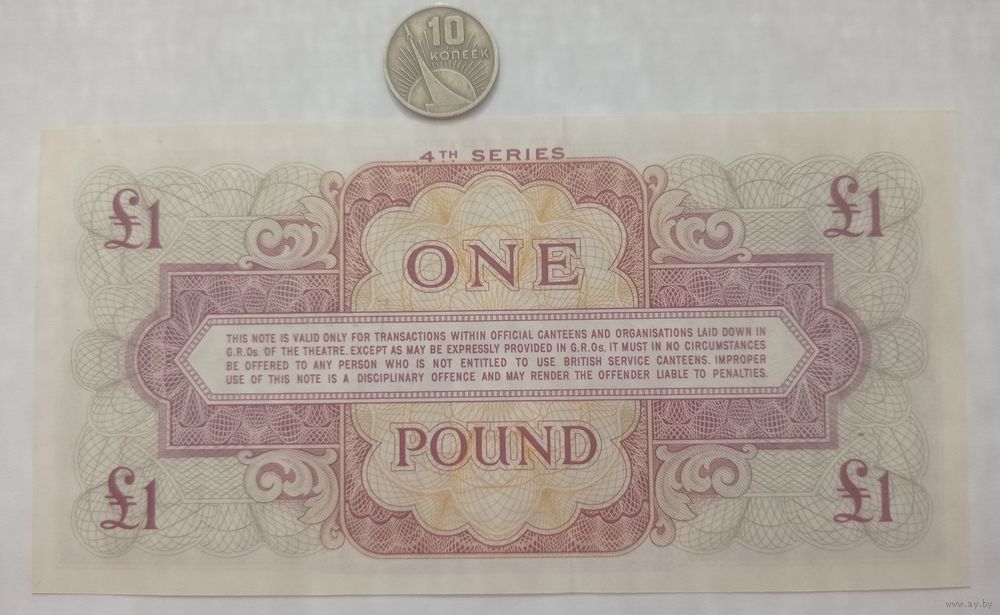 10
КОПЕЕК
4TH SERIES
£1 £1
ONE
THIS NOTE IS VALID ONLY FOR TRANSACTIONS WITHIN OFFICIAL CANTEENS AND ORGANISATIONS LAID DOWN IN
G.R.Os. OF THE THEATRE. EXCEPT AS MAY BE EXPRESSLY PROVIDED IN G.R.Os. IT MUST IN NO CIRCUMSTANCES
BE OFFERED TO ANY PERSON WHO IS NOT ENTITLED TO USE BRITISH SERVICE CANTEENS. IMPROPER
USE OF THIS NOTE IS A DISCIPLINARY OFFENCE AND MAY RENDER THE OFFENDER LIABLE TO PENALTIES.
POUND
£1 £1
www.ay.by